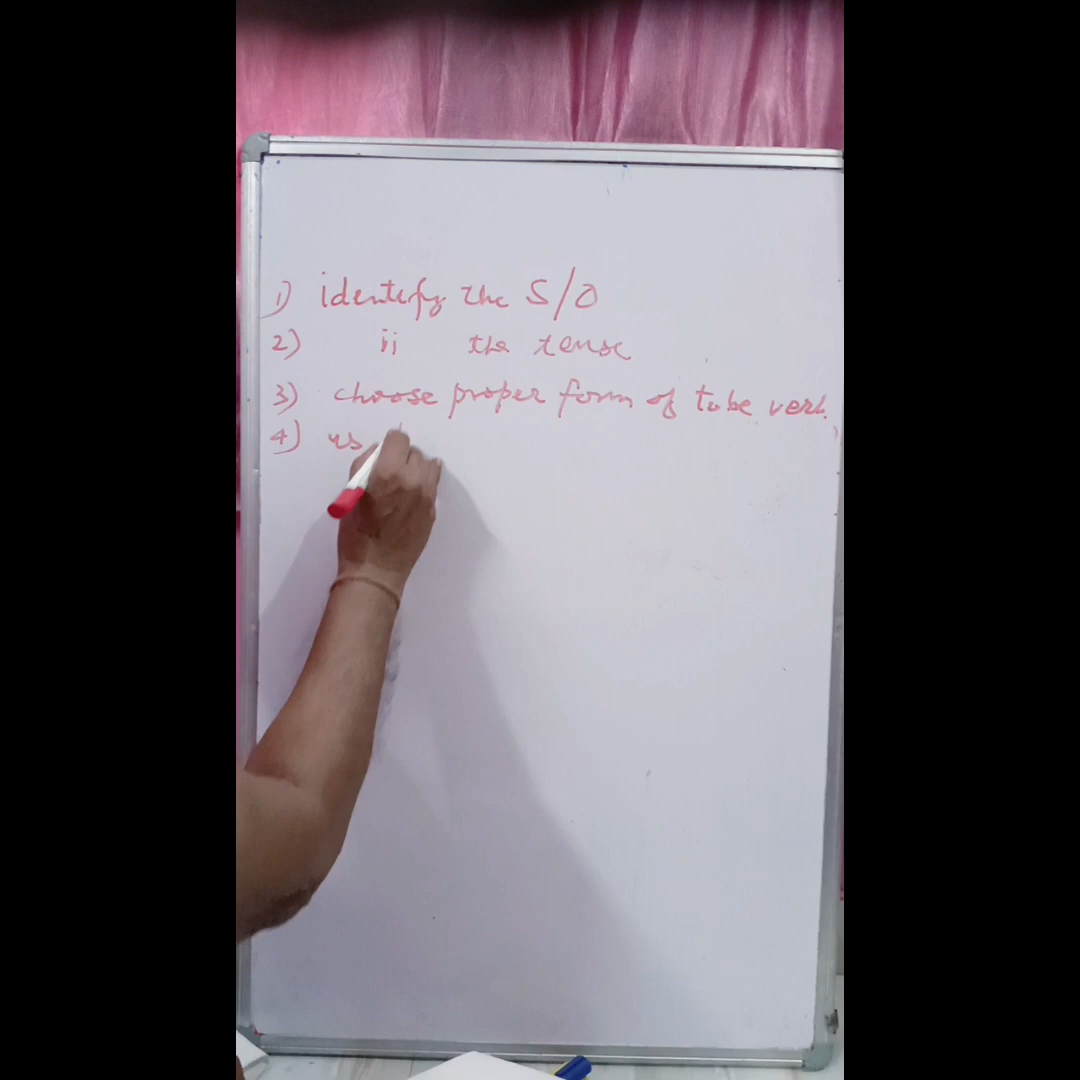 1) identify the S/O
2) ii the tense
3) choose proper form of to be verb.
4) us